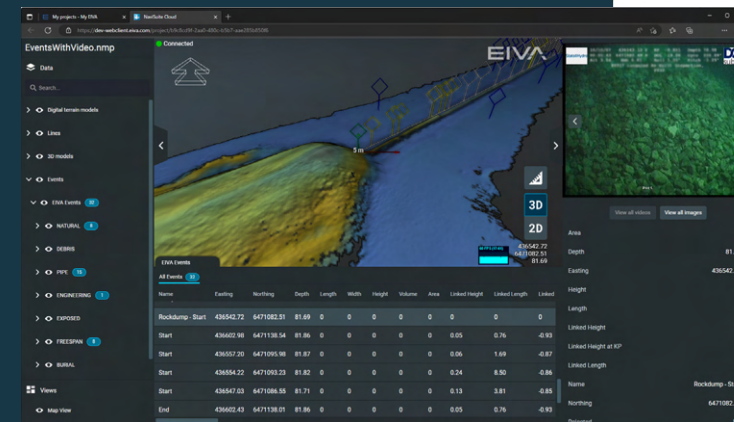 My projects - My EIVA
NaviSuite Cloud
EventsWithVideo.nmp
Data
Search...
Digital terrain models
Lines
3D models
Events
EIVA Events 32
NATURAL
DEBRIS
PIPE 15
ENGINEERING 1
EXPOSED
FREESPAN
BURIAL
Views
Map View
Connected
EIVA
5 m
3D
2D
436542.72
6471082.51
81.69
EIVA Events
All Events 32
Name Easting Northing Depth Length Width Height Volume Area Linked Height Linked Length Linked
Rockdump - Start 436542.72 6471082.51 81.69 0 0 0 0 0 0 0 0
Start 436602.98 6471138.54 81.86 0 0 0 0 0 0.05 0.76 -0.93
Start 436557.20 6471095.98 81.87 0 0 0 0 0 0.06 1.69 -0.87
Start 436554.22 6471093.23 81.82 0 0 0 0 0 0.24 8.50 -0.86
Start 436547.03 6471086.55 81.71 0 0 0 0 0 0.13 3.81 -0.85
End 436602.43 6471138.01 81.86 0 0 0 0 0 0.05 0.76 -0.93
View all videos View all images
Area
Depth 81.
Easting 436542.
Height
Length
Linked Height
Linked Height at KP
Linked Length
Name Rockdump - St
Northing 6471082.